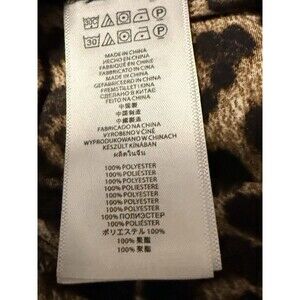 30
MADE IN CHINA
HECHO EN CHINA
FABRIQUÉ EN CHINE
FABRICATO IN CINA
MADE IN CHINA
GEFABRICEERD IN CHINA
FREMSTILLET I KINA
СДЕЛАНО В КИТАЕ
FEITO NA CHINA
中国製
中国制造
中國製造
FABRICADO EM CHINA
VYROBENO V ČÍNĚ
WYPRODUKOWANO W CHINACH
KÉSZÜLT KÍNÁBAN
ผลิตในจีน
100% POLYESTER
100% POLIÉSTER
100% POLYESTER
100% POLIESTERE
100% POLYESTER
100% POLYESTER
100% POLYESTER
100% ПОЛИЭСТЕР
100% POLIÉSTER
ポリエステル 100%
100% 聚酯
100% 聚酯